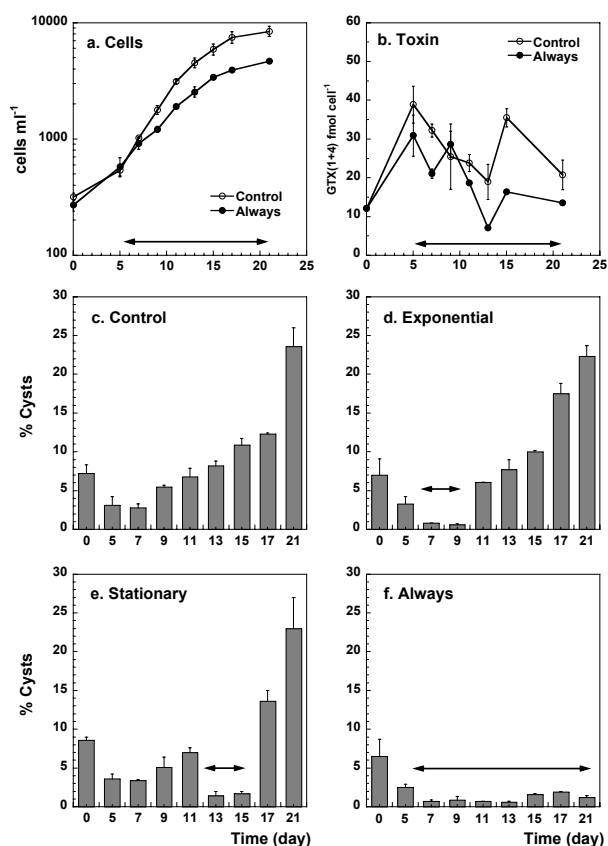 a. Cells
10000
1000
100
cells ml-1
Control
Always
0 5 10 15 20 25
b. Toxin
Control
Always
60
50
40
30
20
10
0
GTX(1+4) fmol cell-1
0 5 10 15 20 25
c. Control
30
25
20
15
10
5
0
% Cysts
0 5 7 9 11 13 15 17 21
d. Exponential
30
25
20
15
10
5
0
0 5 7 9 11 13 15 17 21
e. Stationary
30
25
20
15
10
5
0
% Cysts
0 5 7 9 11 13 15 17 21
Time (day)
f. Always
30
25
20
15
10
5
0
0 5 7 9 11 13 15 17 21
Time (day)